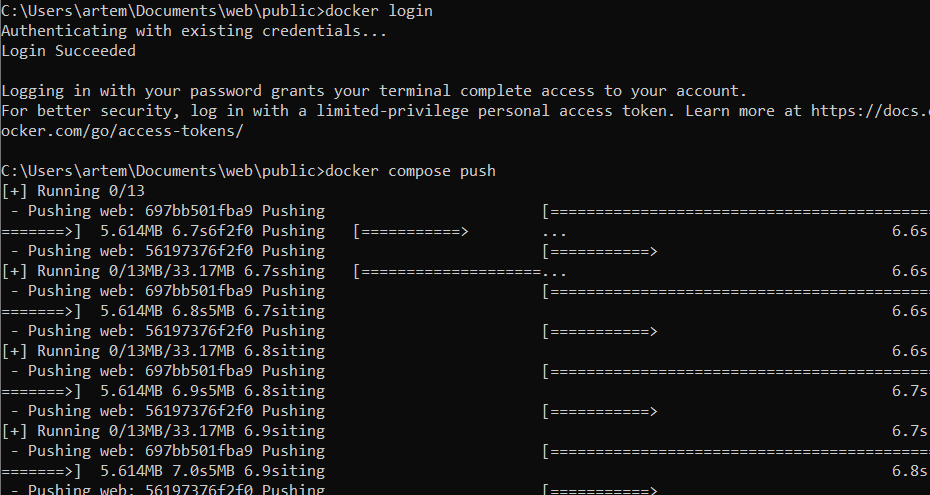 C:\Users\artem\Documents\web\public>docker login
Authenticating with existing credentials...
Login Succeeded
Logging in with your password grants your terminal complete access to your account.
For better security, log in with a limited-privilege personal access token. Learn more at https://docs.
ocker.com/go/access-tokens/
C:\Users\artem\Documents\web\public>docker compose push
[+] Running 0/13
- Pushing web: 697bb501fba9 Pushing [===========================================
=======>] 5.614MB 6.7s6f2f0 Pushing [===========> ... 6.6s
- Pushing web: 56197376f2f0 Pushing [===========>
[+] Running 0/13MB/33.17MB 6.7sshing [====================... 6.6s
- Pushing web: 697bb501fba9 Pushing [===========================================
=======>] 5.614MB 6.8s5MB 6.7siting 6.6s
- Pushing web: 56197376f2f0 Pushing [===========>
[+] Running 0/13MB/33.17MB 6.8siting 6.6s
- Pushing web: 697bb501fba9 Pushing [===========================================
=======>] 5.614MB 6.9s5MB 6.8siting 6.7s
- Pushing web: 56197376f2f0 Pushing [===========>
[+] Running 0/13MB/33.17MB 6.9siting 6.7s
- Pushing web: 697bb501fba9 Pushing [===========================================
=======>] 5.614MB 7.0s5MB 6.9siting 6.8s
- Pushing web: 56197376f2f0 Pushing [===========>